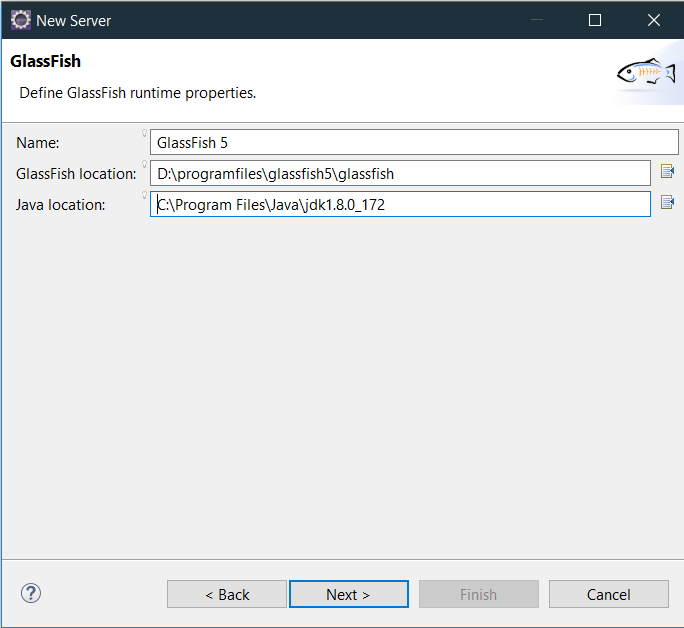 New Server
GlassFish
Define GlassFish runtime properties.
Name: GlassFish 5
GlassFish location: D:\programfiles\glassfish5\glassfish
Java location: C:\Program Files\Java\jdk1.8.0_172
? < Back Next > Finish Cancel